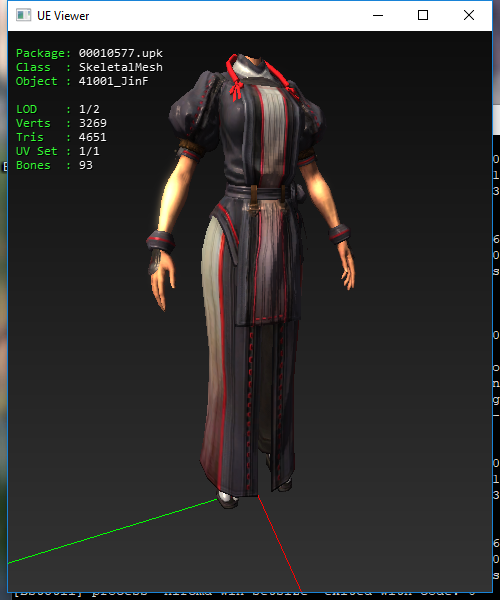 UE Viewer
Package: 00010577.upk
Class  : SkeletalMesh
Object : 41001_JinF
LOD    : 1/2
Verts  : 3269
Tris   : 4651
UV Set : 1/1
Bones  : 93